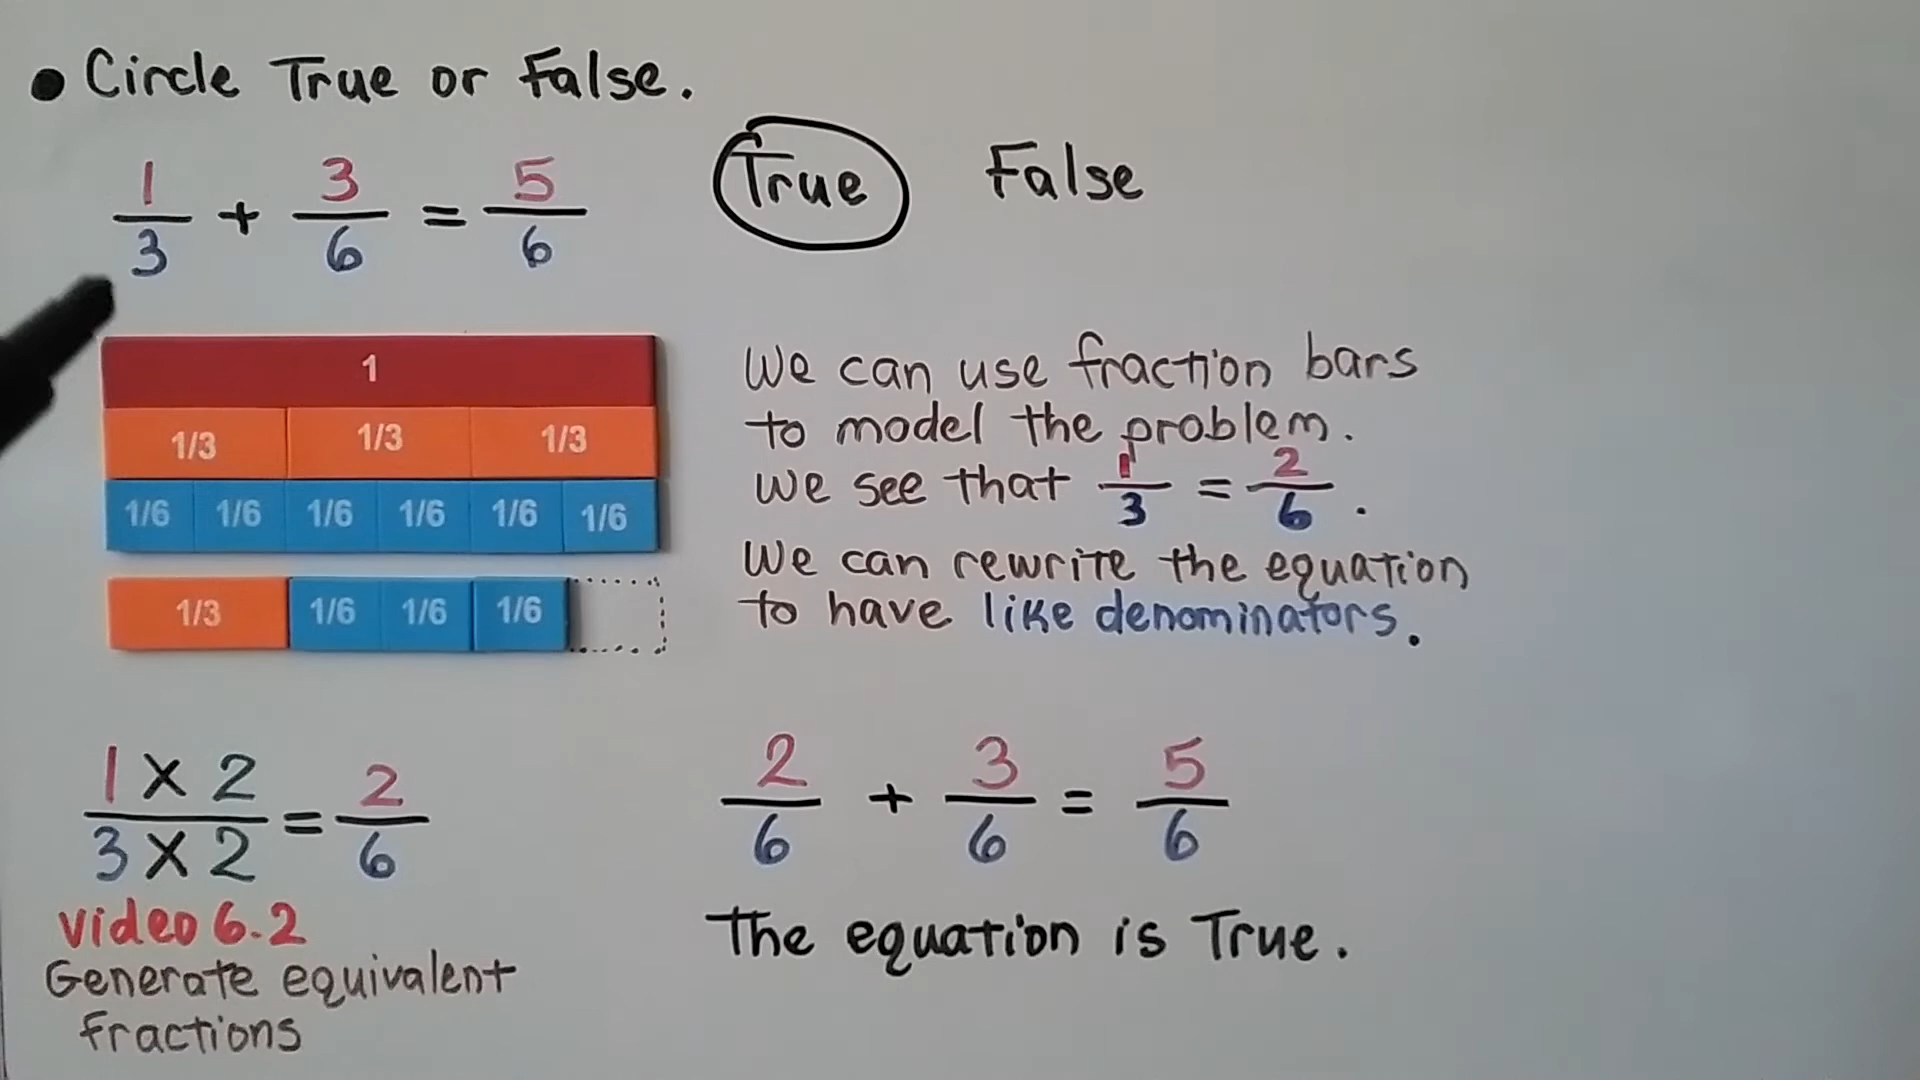 • Circle True or False.
1/3 + 3/6 = 5/6 True False
1
1/3 1/3 1/3
1/6 1/6 1/6 1/6 1/6 1/6
1/3 1/6 1/6 1/6
We can use fraction bars
to model the problem.
We see that 1/3 = 2/6.
We can rewrite the equation
to have like denominators.
1 × 2 / 3 × 2 = 2/6
Video 6.2
Generate equivalent
fractions
2/6 + 3/6 = 5/6
The equation is True.